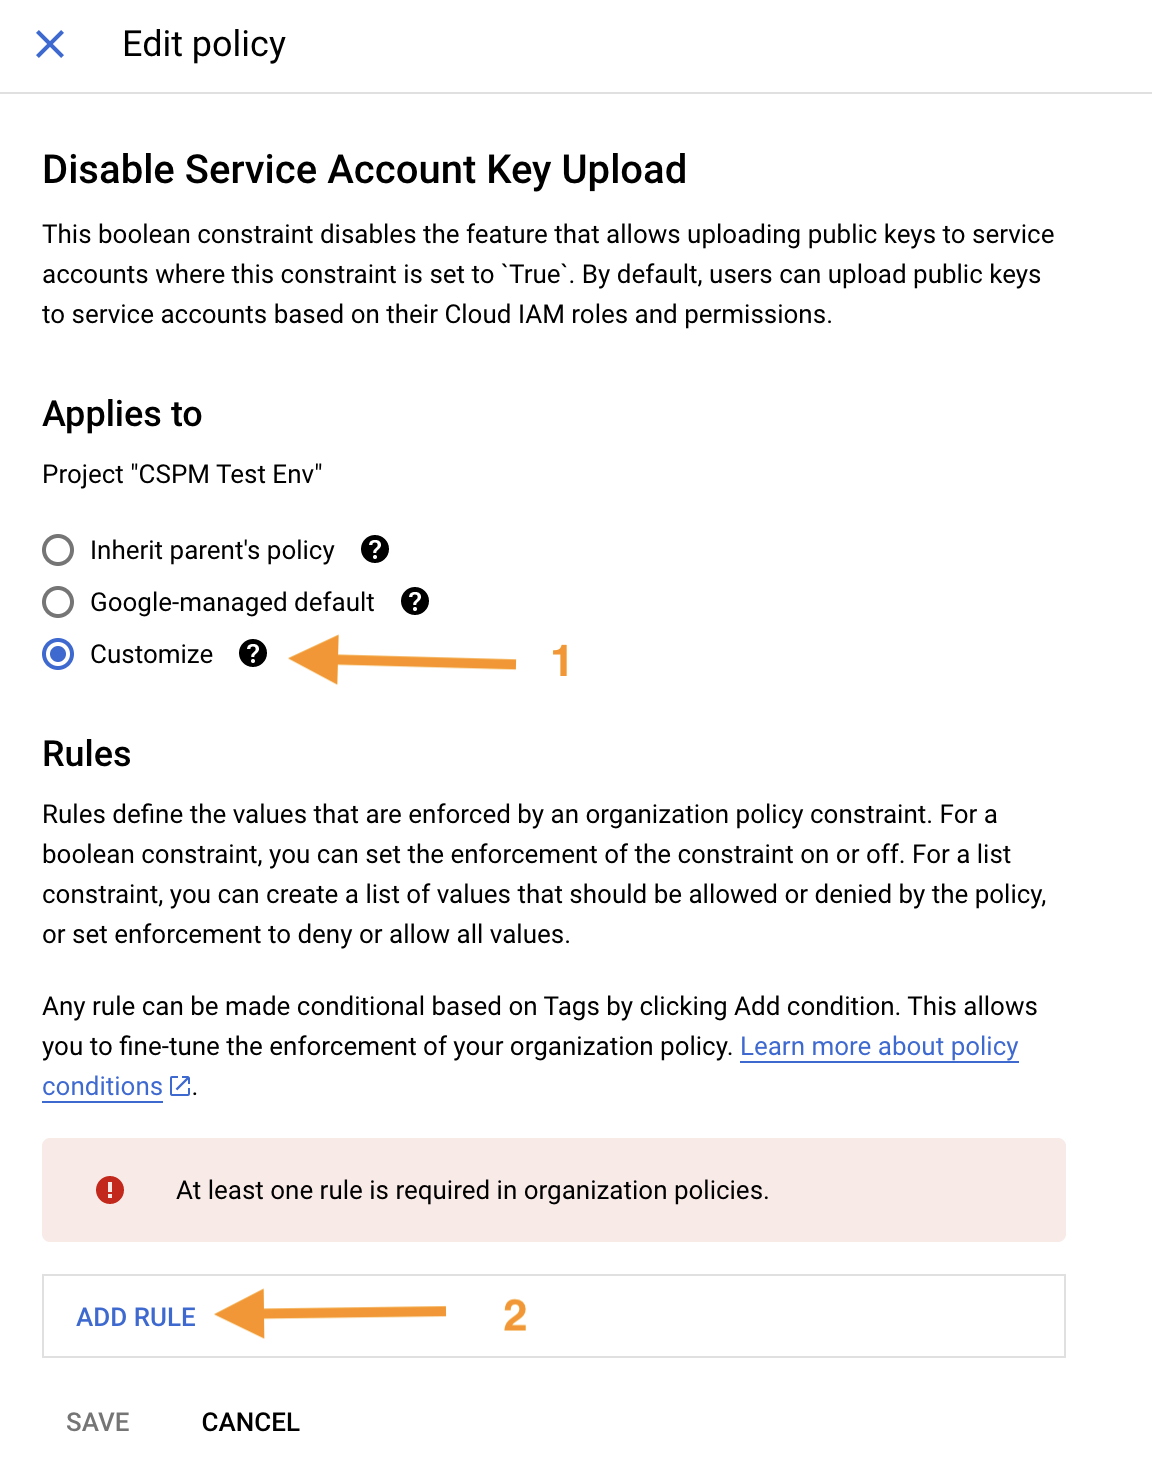 Edit policy
Disable Service Account Key Upload
This boolean constraint disables the feature that allows uploading public keys to service
accounts where this constraint is set to `True`. By default, users can upload public keys
to service accounts based on their Cloud IAM roles and permissions.
Applies to
Project "CSPM Test Env"
Inherit parent's policy ?
Google-managed default ?
Customize ? 1
Rules
Rules define the values that are enforced by an organization policy constraint. For a
boolean constraint, you can set the enforcement of the constraint on or off. For a list
constraint, you can create a list of values that should be allowed or denied by the policy,
or set enforcement to deny or allow all values.
Any rule can be made conditional based on Tags by clicking Add condition. This allows
you to fine-tune the enforcement of your organization policy. Learn more about policy
conditions.
At least one rule is required in organization policies.
ADD RULE 2
SAVE CANCEL